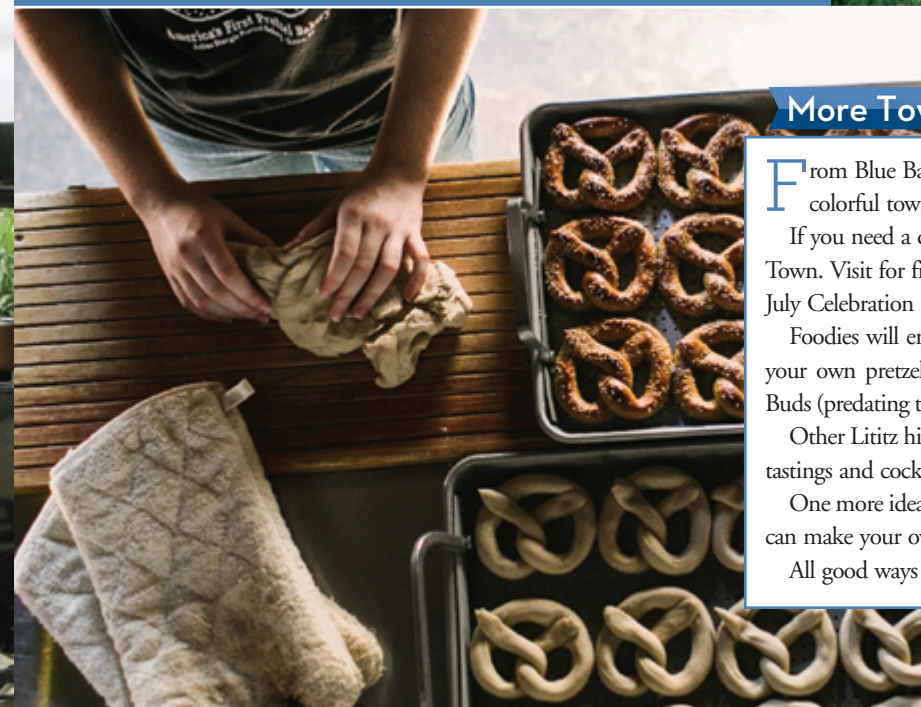 America's First Pretzel Bakery
More Tow
From Blue Ba
colorful tow
If you need a
Town. Visit for fi
July Celebration
Foodies will en
your own pretzel
Buds (predating t
Other Lititz hi
tastings and cock
One more idea
can make your ow
All good ways